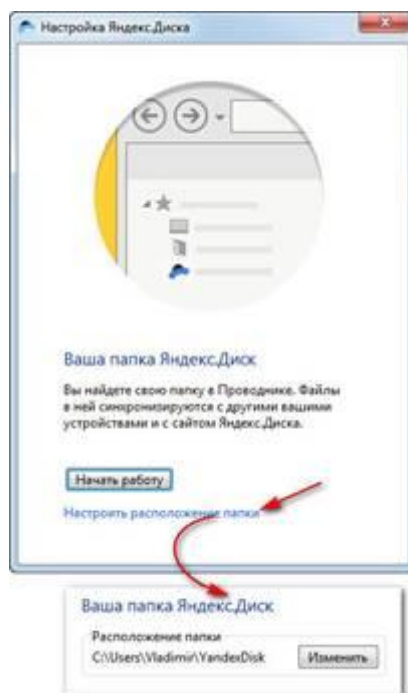 Настройка Яндекс.Диска
Ваша папка Яндекс.Диск
Вы найдете свою папку в Проводнике. Файлы
в ней синхронизируются с другими вашими
устройствами и с сайтом Яндекс.Диска.
Начать работу
Настроить расположение папки
Ваша папка Яндекс.Диск
Расположение папки
C:\Users\Vladimir\YandexDisk
Изменить